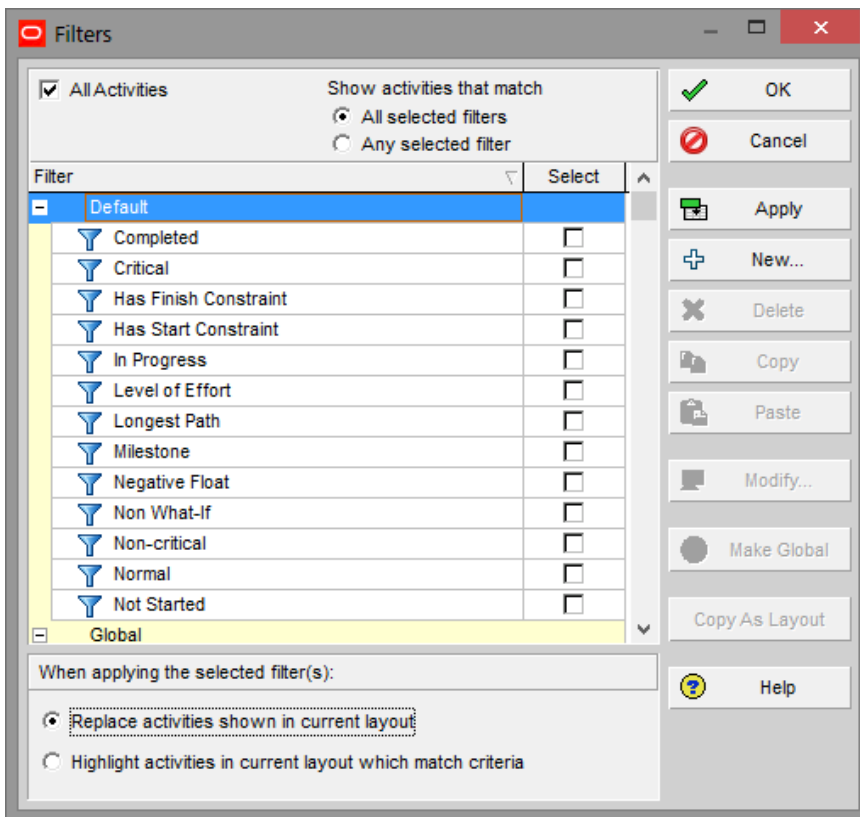 Filters
All Activities
Show activities that match
All selected filters
Any selected filter
Filter Select
Default
Completed
Critical
Has Finish Constraint
Has Start Constraint
In Progress
Level of Effort
Longest Path
Milestone
Negative Float
Non What-If
Non-critical
Normal
Not Started
Global
When applying the selected filter(s):
Replace activities shown in current layout
Highlight activities in current layout which match criteria
OK
Cancel
Apply
New...
Delete
Copy
Paste
Modify...
Make Global
Copy As Layout
Help